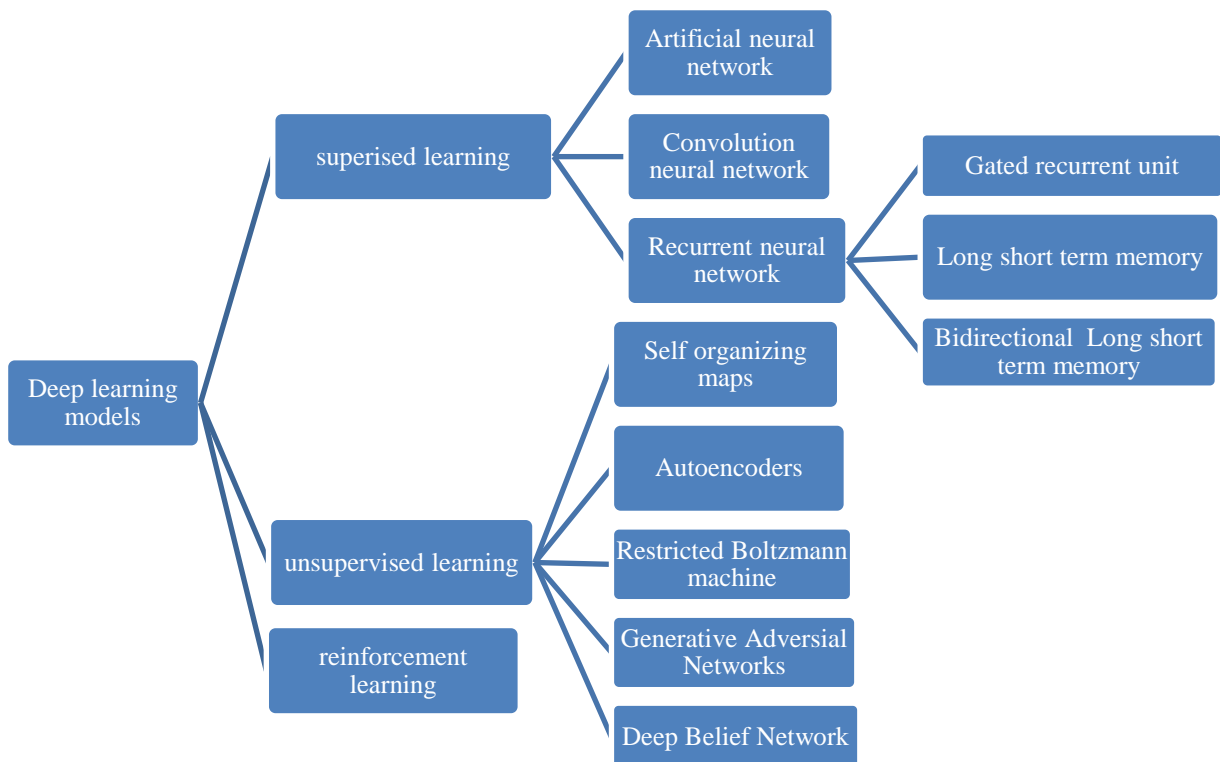 Artificial neural
network
superised learning
Convolution
neural network
Gated recurrent unit
Recurrent neural
network
Long short term memory
Bidirectional Long short
term memory
Deep learning
models
Self organizing
maps
Autoencoders
unsupervised learning
Restricted Boltzmann
machine
reinforcement
learning
Generative Adversial
Networks
Deep Belief Network